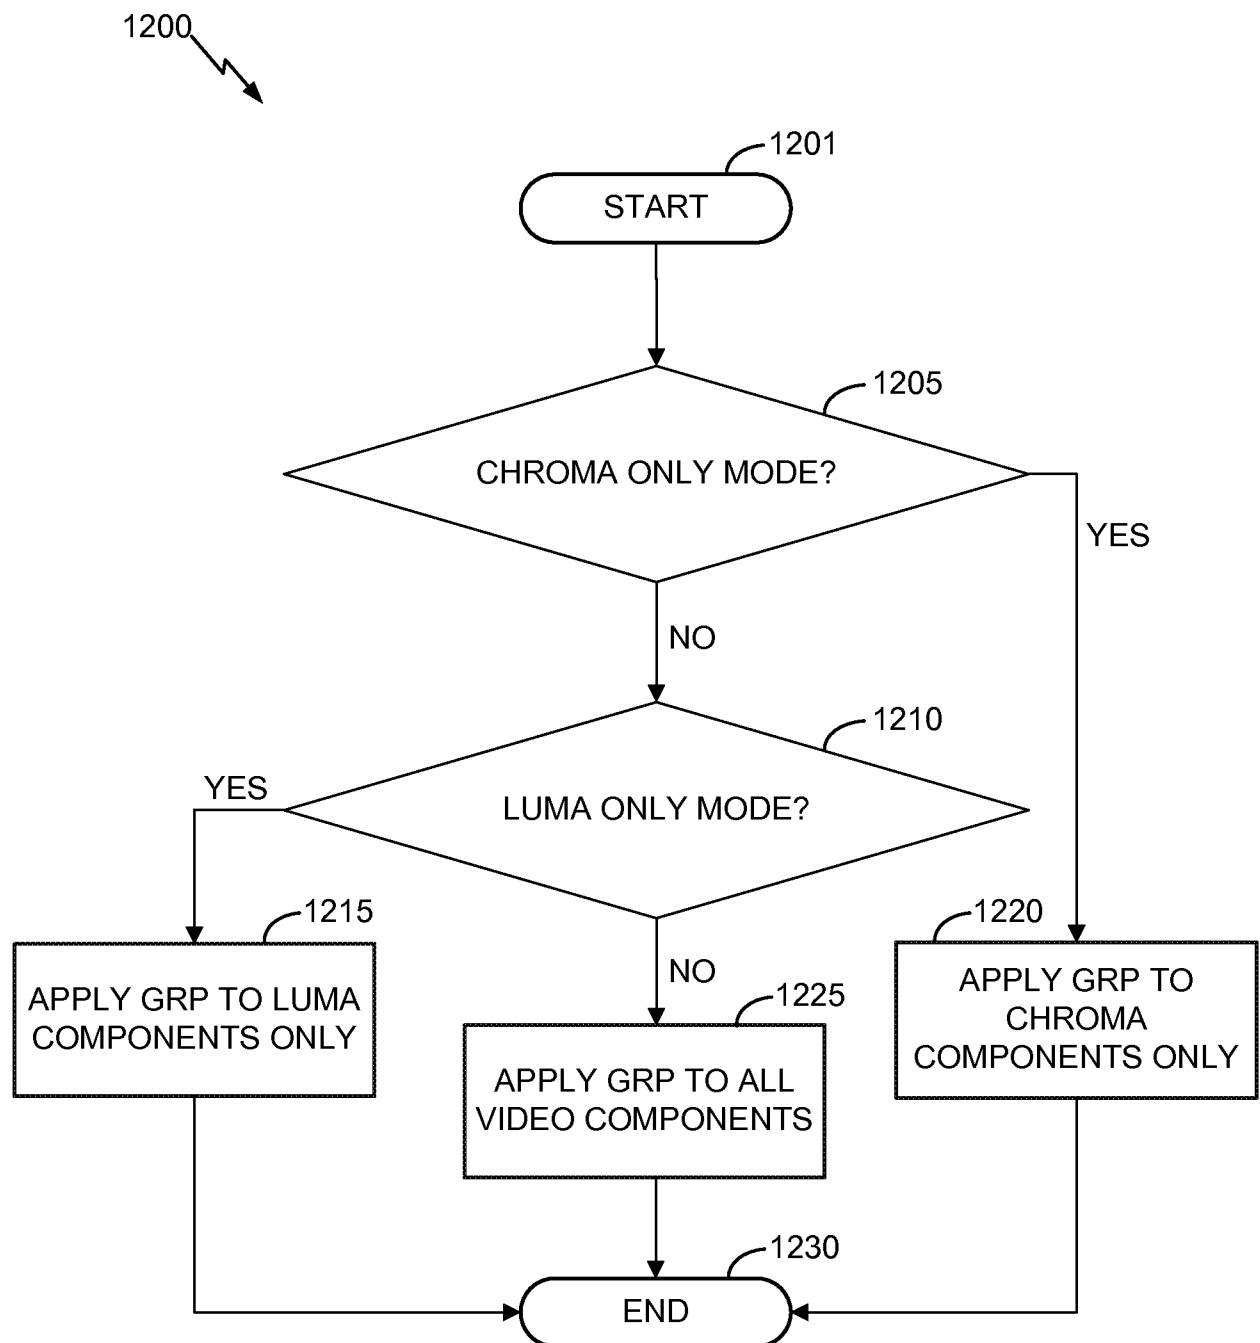 1200
1201
START
1205
CHROMA ONLY MODE?
YES
NO
1210
LUMA ONLY MODE?
YES
1215
APPLY GRP TO LUMA
COMPONENTS ONLY
NO
1225
APPLY GRP TO ALL
VIDEO COMPONENTS
1220
APPLY GRP TO
CHROMA
COMPONENTS ONLY
1230
END